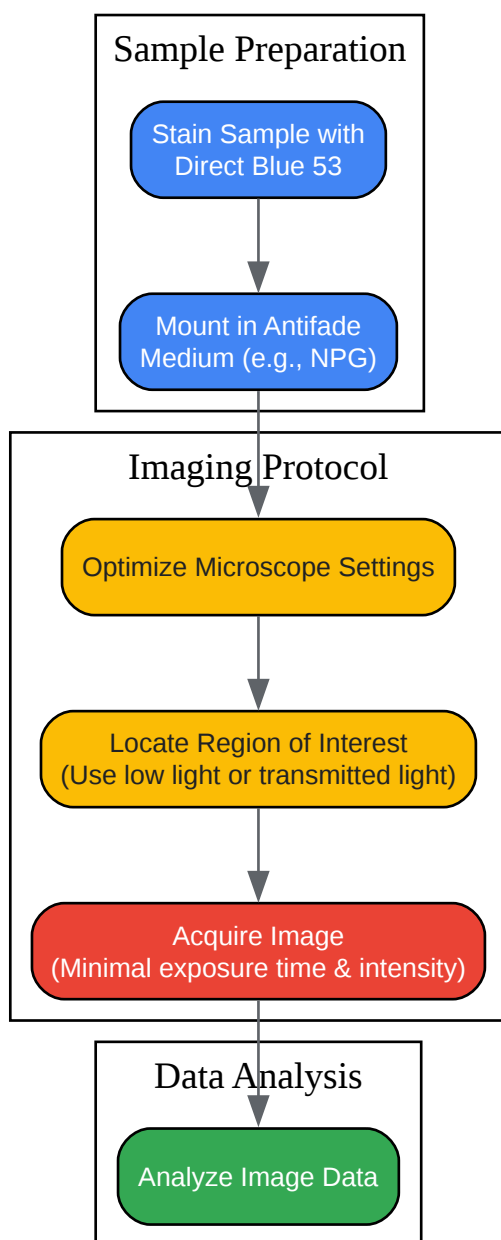 Sample Preparation
Stain Sample with
Direct Blue 53
Mount in Antifade
Medium (e.g., NPG)
Imaging Protocol
Optimize Microscope Settings
Locate Region of Interest
(Use low light or transmitted light)
Acquire Image
(Minimal exposure time & intensity)
Data Analysis
Analyze Image Data